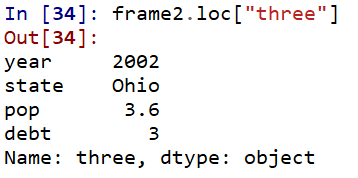 In [34]: frame2.loc["three"]
Out[34]:
year     2002
state    Ohio
pop       3.6
debt        3
Name: three, dtype: object